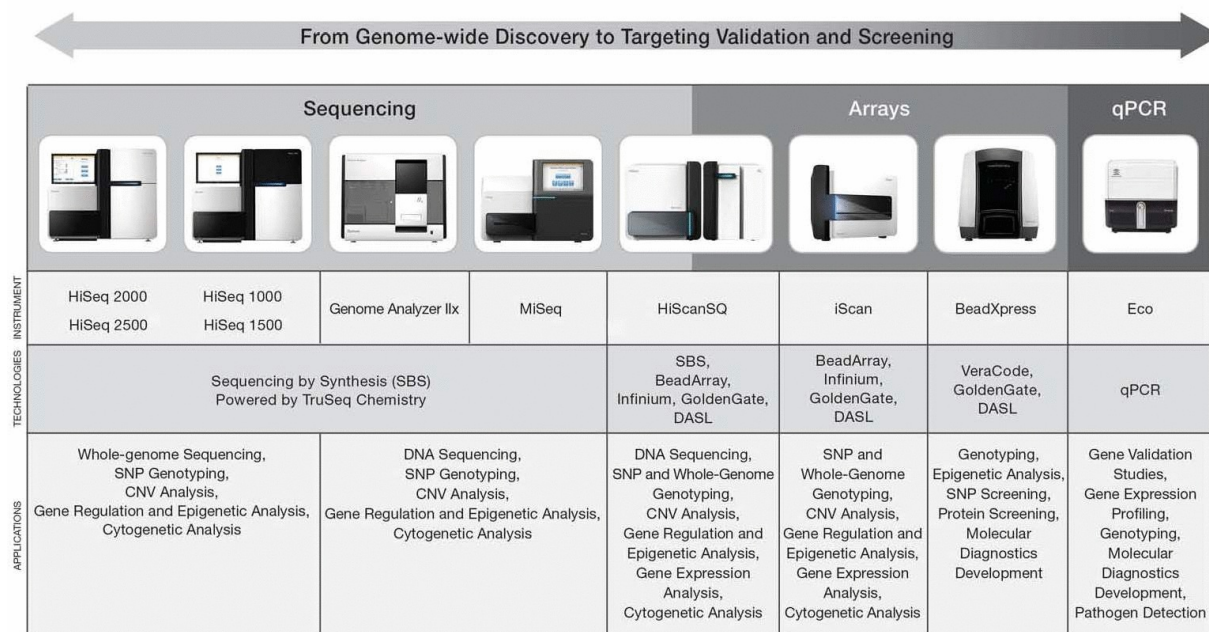 From Genome-wide Discovery to Targeting Validation and Screening
Sequencing
Arrays
qPCR
INSTRUMENT
HiSeq 2000
HiSeq 2500
HiSeq 1000
HiSeq 1500
Genome Analyzer IIx
MiSeq
HiScanSQ
iScan
BeadXpress
Eco
TECHNOLOGIES
Sequencing by Synthesis (SBS)
Powered by TruSeq Chemistry
SBS,
BeadArray,
Infinium, GoldenGate,
DASL
BeadArray,
Infinium,
GoldenGate,
DASL
VeraCode,
GoldenGate,
DASL
qPCR
APPLICATIONS
Whole-genome Sequencing,
SNP Genotyping,
CNV Analysis,
Gene Regulation and Epigenetic Analysis,
Cytogenetic Analysis
DNA Sequencing,
SNP Genotyping,
CNV Analysis,
Gene Regulation and Epigenetic Analysis,
Cytogenetic Analysis
DNA Sequencing,
SNP and Whole-Genome
Genotyping,
CNV Analysis,
Gene Regulation and
Epigenetic Analysis,
Gene Expression
Analysis,
Cytogenetic Analysis
SNP and
Whole-Genome
Genotyping,
CNV Analysis,
Gene Regulation and
Epigenetic Analysis,
Gene Expression
Analysis,
Cytogenetic Analysis
Genotyping,
Epigenetic Analysis,
SNP Screening,
Protein Screening,
Molecular
Diagnostics
Development
Gene Validation
Studies,
Gene Expression
Profiling,
Genotyping,
Molecular
Diagnostics
Development,
Pathogen Detection